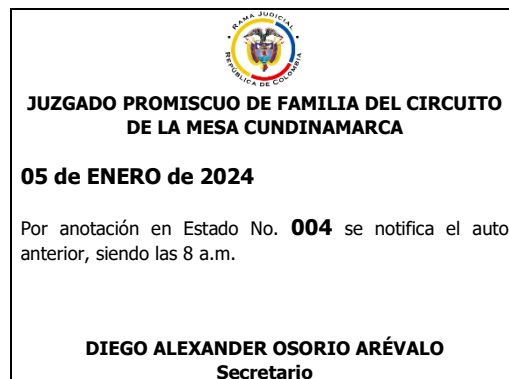 RAMA JUDICIAL
REPÚBLICA DE COLOMBIA
JUZGADO PROMISCUO DE FAMILIA DEL CIRCUITO
DE LA MESA CUNDINAMARCA
05 de ENERO de 2024
Por anotación en Estado No. 004 se notifica el auto
anterior, siendo las 8 a.m.
DIEGO ALEXANDER OSORIO ARÉVALO
Secretario